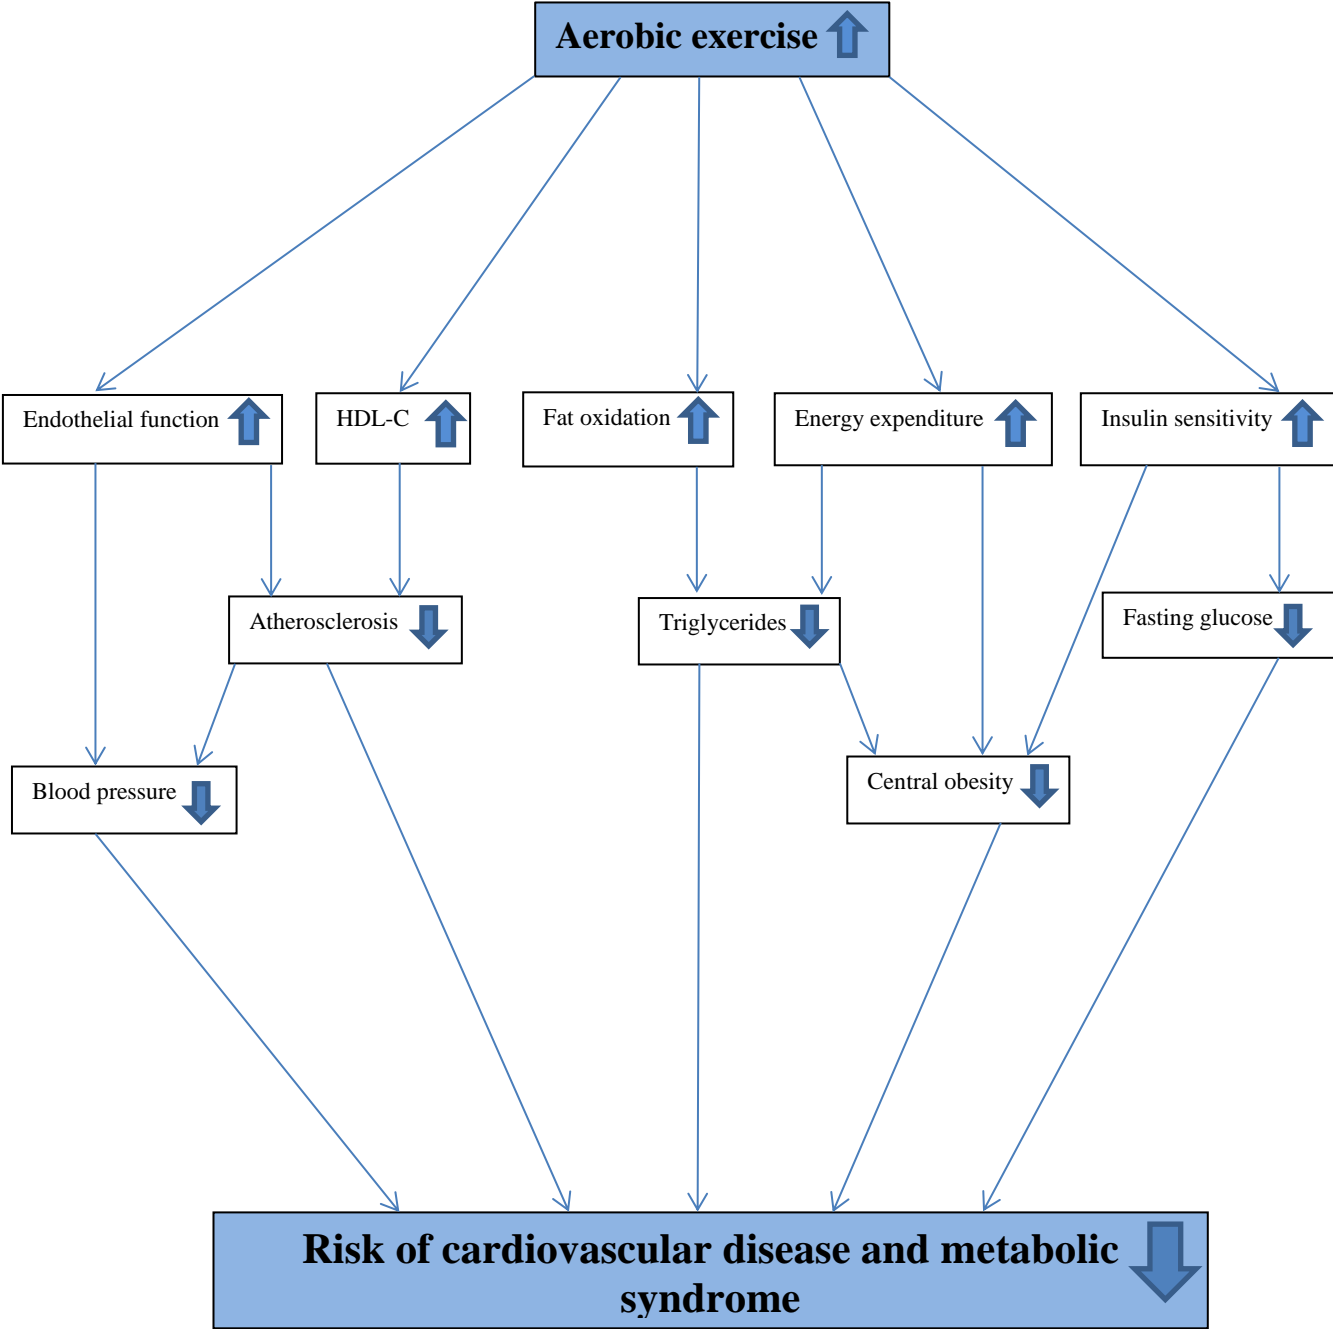 Aerobic exercise
Endothelial function
HDL-C
Fat oxidation
Energy expenditure
Insulin sensitivity
Atherosclerosis
Triglycerides
Fasting glucose
Blood pressure
Central obesity
Risk of cardiovascular disease and metabolic
syndrome